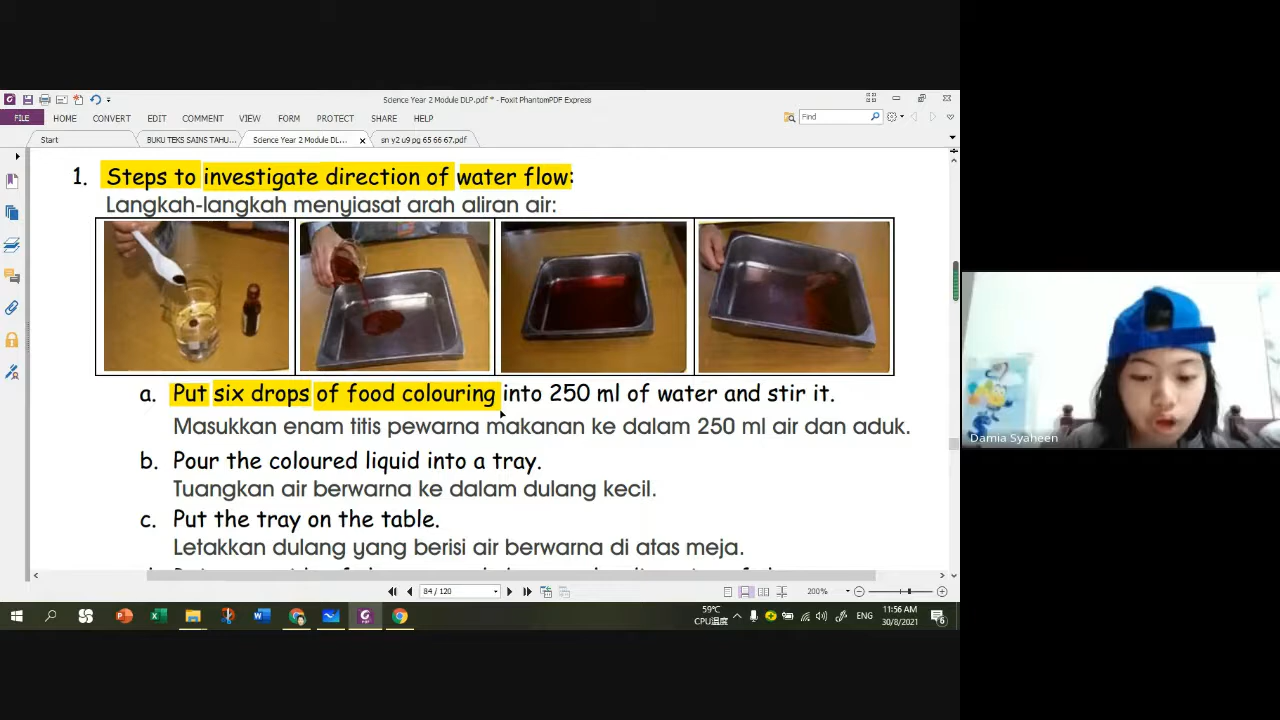 Science Year 2 Module DLP.pdf * - Foxit PhantomPDF Express
FILE HOME CONVERT EDIT COMMENT VIEW FORM PROTECT SHARE HELP
Find
Start BUKU TEKS SAINS TAHU... Science Year 2 Module DL... sn y2 u9 pg 65 66 67.pdf
1. Steps to investigate direction of water flow:
Langkah-langkah menyiasat arah aliran air:
a. Put six drops of food colouring into 250 ml of water and stir it.
Masukkan enam titis pewarna makanan ke dalam 250 ml air dan aduk.
b. Pour the coloured liquid into a tray.
Tuangkan air berwarna ke dalam dulang kecil.
c. Put the tray on the table.
Letakkan dulang yang berisi air berwarna di atas meja.
Damia Syaheen
84 / 120
200%
59℃
CPU温度
ENG
11:56 AM
30/8/2021
6